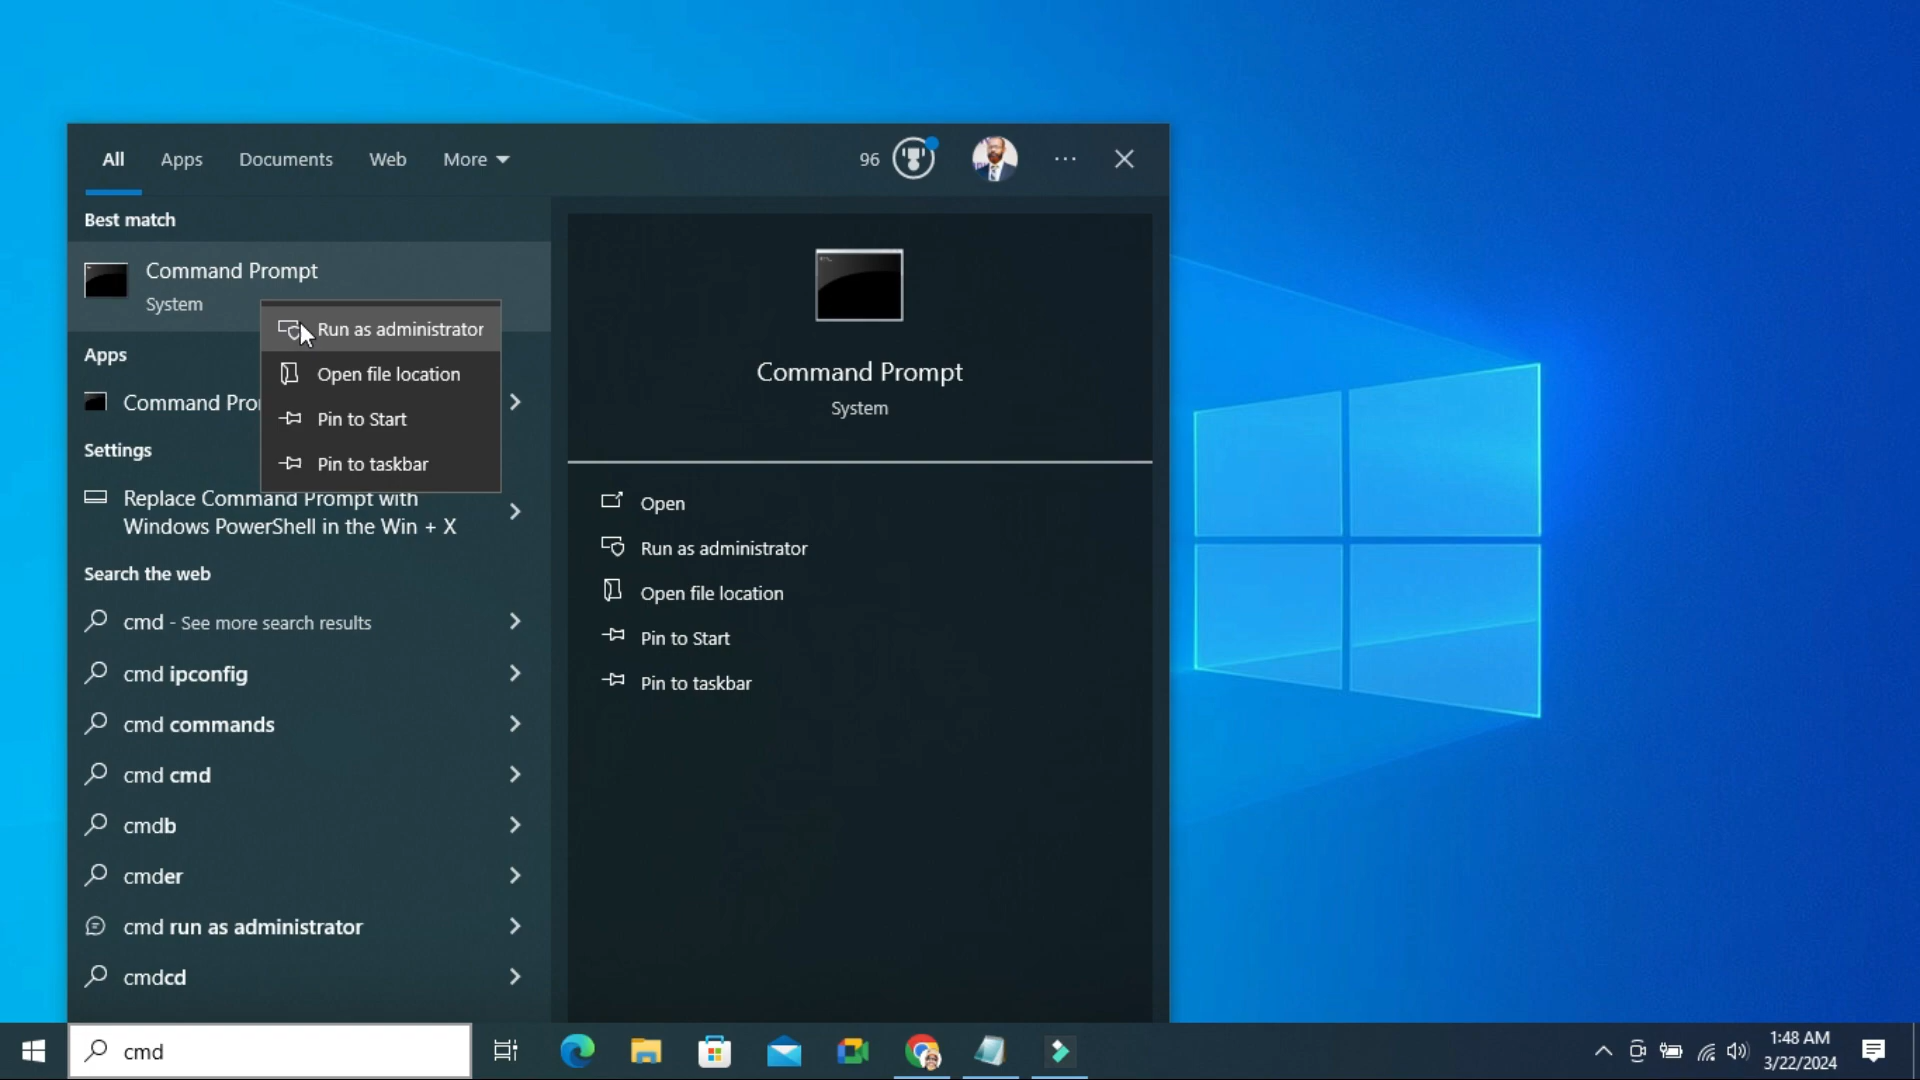 All
Apps
Documents
Web
More
96
Best match
Command Prompt
System
Run as administrator
Open file location
Pin to Start
Pin to taskbar
Apps
Command
Settings
Replace Command Prompt with
Windows PowerShell in the Win + X
Search the web
cmd - See more search results
cmd ipconfig
cmd commands
cmd cmd
cmdb
cmder
cmd run as administrator
cmdcd
Command Prompt
System
Open
Run as administrator
Open file location
Pin to Start
Pin to taskbar
cmd
1:48 AM
3/22/2024